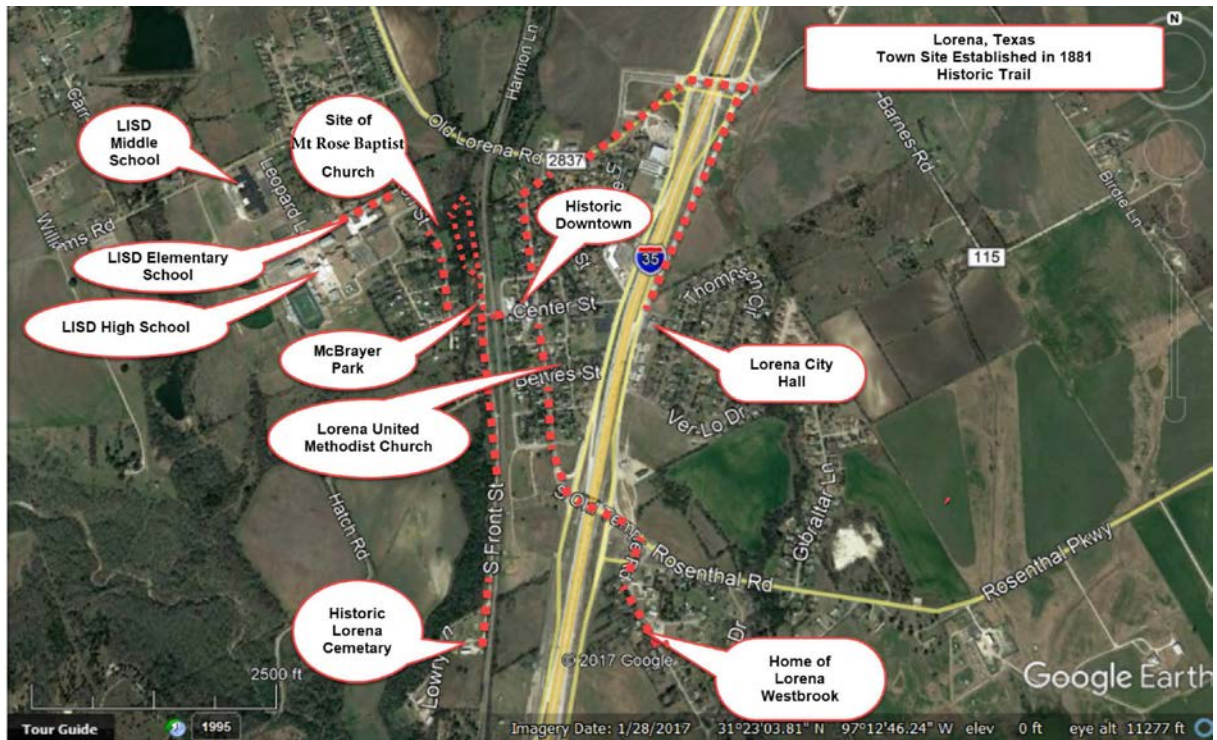 N
Lorena, Texas
Town Site Established in 1881
Historic Trail
LISD
Middle
School
Site of
Mt Rose Baptist
Church
Harmon Ln
Old Lorena Rd
2837
Barnes Rd
Birdie Ln
Leopard
Historic
Downtown
LISD Elementary
School
St
35
115
Thompson Cir
LISD High School
Center St
McBrayer
Park
Lorena City
Hall
Lorena United
Methodist Church
Ver Lo Dr
Hatch Rd
S Front St
Gibraltar Ln
Rosenthal Rd
Rosenthal Pkwy
Historic
Lorena
Cemetary
Home of
Lorena
Westbrook
Dr
2500 ft
© 2017 Google
Google Earth
Tour Guide
1995
Imagery Date: 1/28/2017 31°23'03.81" N 97°12'46.24" W elev 0 ft eye alt 11277 ft